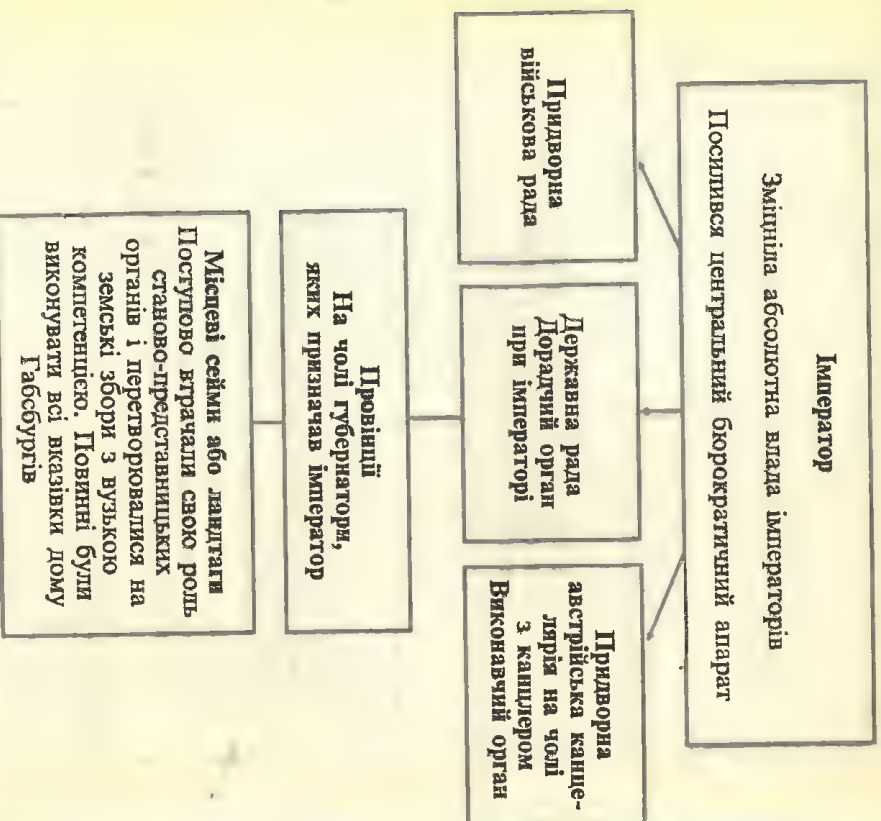 Імператор
Зміцніла абсолютна влада імператорів
Посилився центральний бюрократичний апарат
Придворна
військова рада
Державна рада
Дорадчий орган
при імператорі
Придворна
австрійська канце-
лярія на чолі
з канцлером
Виконавчий орган
Провінції
На чолі губернатори,
яких призначав імператор
Місцеві сейми або ландтаги
Поступово втрачали свою роль
станово-представницьких
органів і перетворювалися на
земські збори з вузькою
компетенцією. Повинні були
виконувати всі вказівки дому
Габсбургів